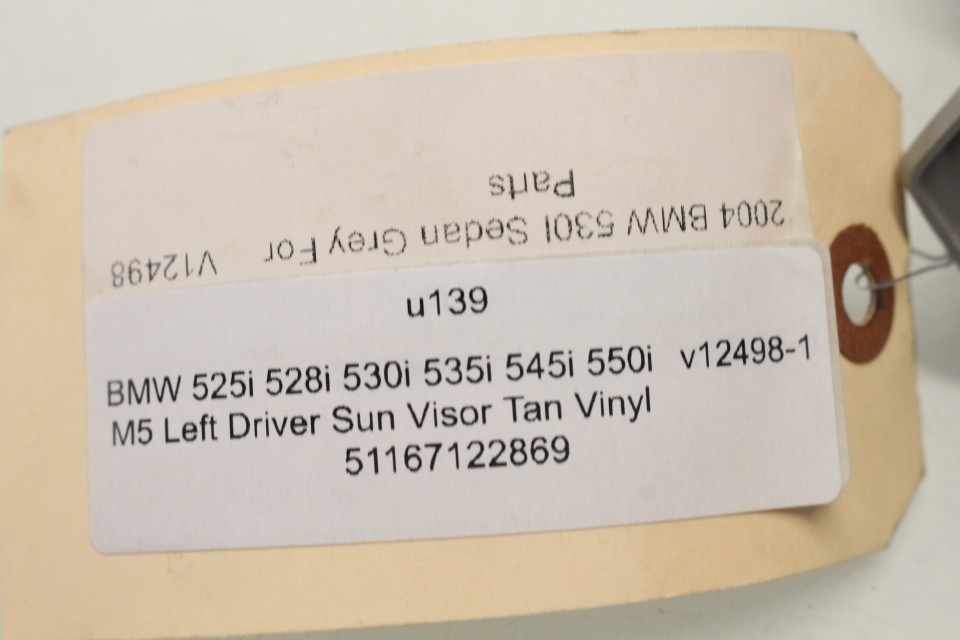 2004 BMW 530I Sedan Grey For V12498
Parts
u139
BMW 525i 528i 530i 535i 545i 550i v12498-1
M5 Left Driver Sun Visor Tan Vinyl
51167122869